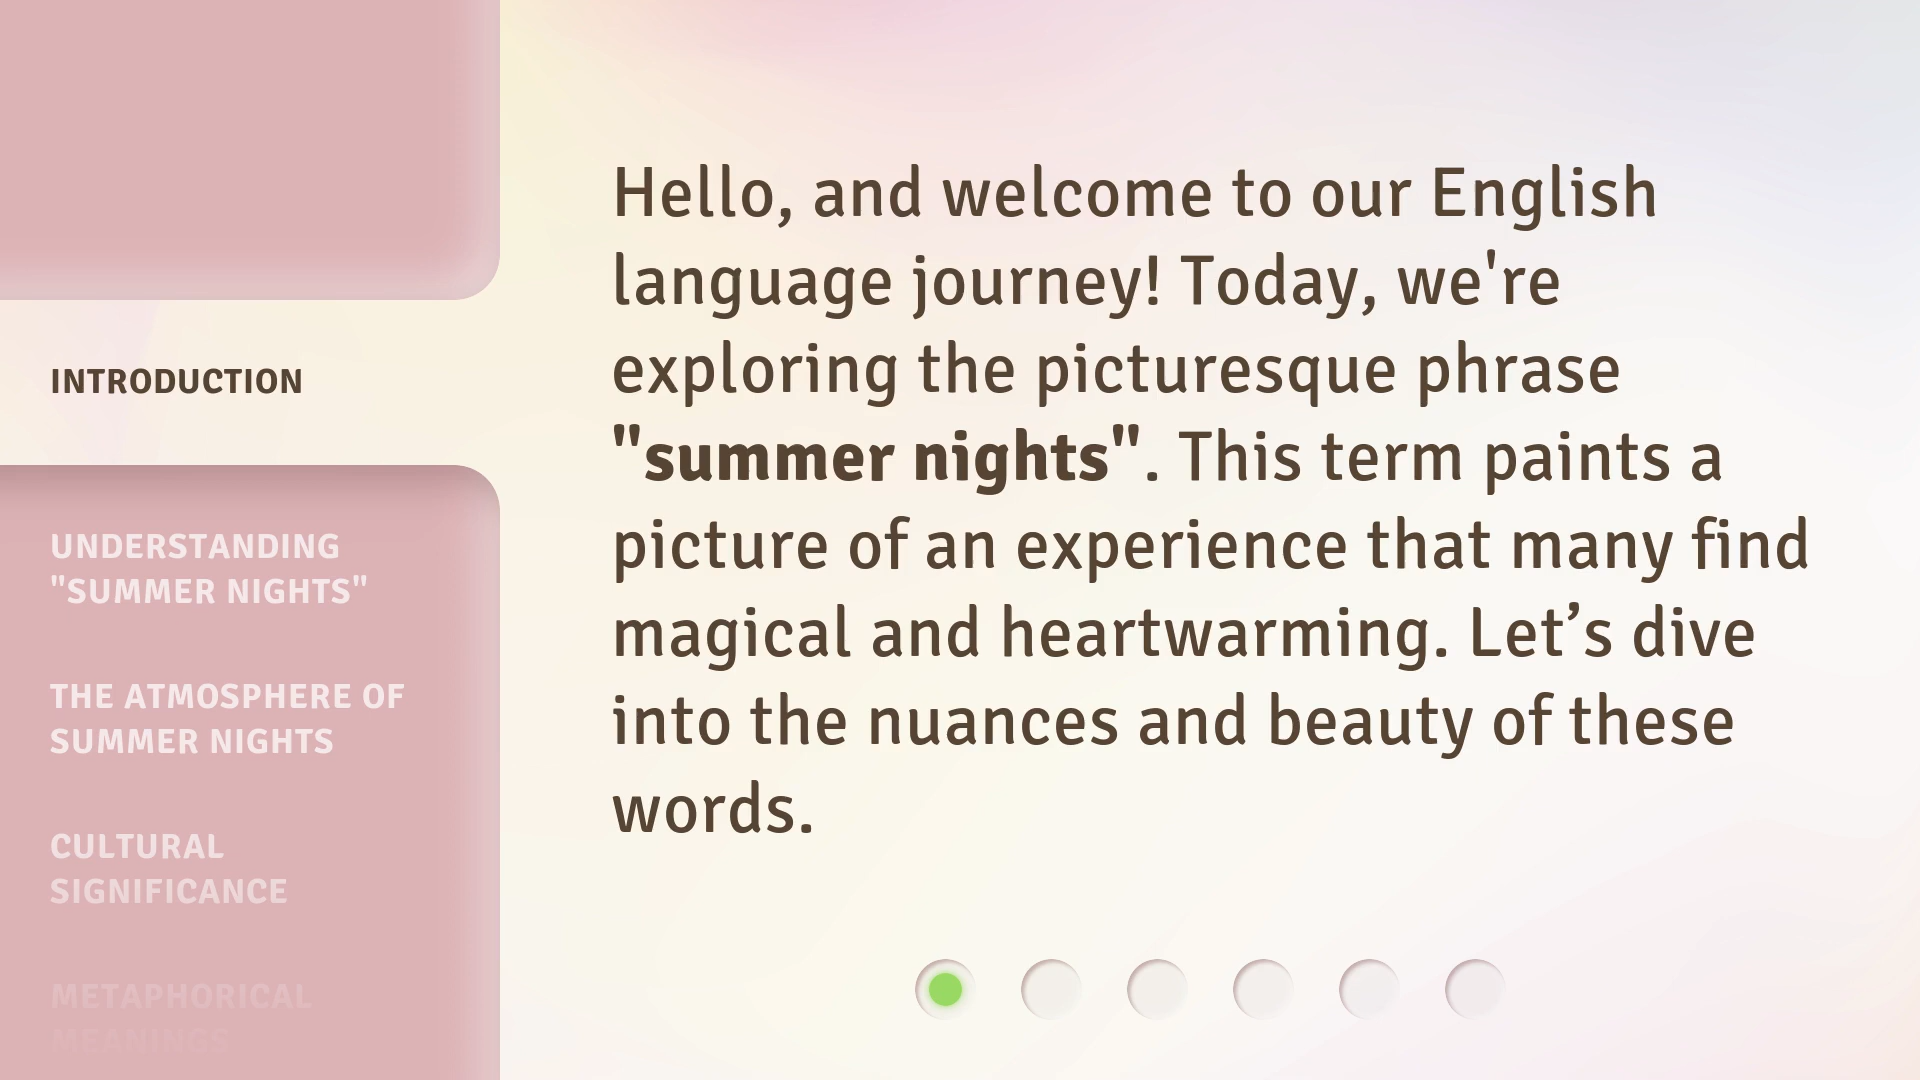 INTRODUCTION
UNDERSTANDING
"SUMMER NIGHTS"
THE ATMOSPHERE OF
SUMMER NIGHTS
CULTURAL
SIGNIFICANCE
METAPHORICAL
MEANINGS
Hello, and welcome to our English
language journey! Today, we're
exploring the picturesque phrase
"summer nights". This term paints a
picture of an experience that many find
magical and heartwarming. Let’s dive
into the nuances and beauty of these
words.